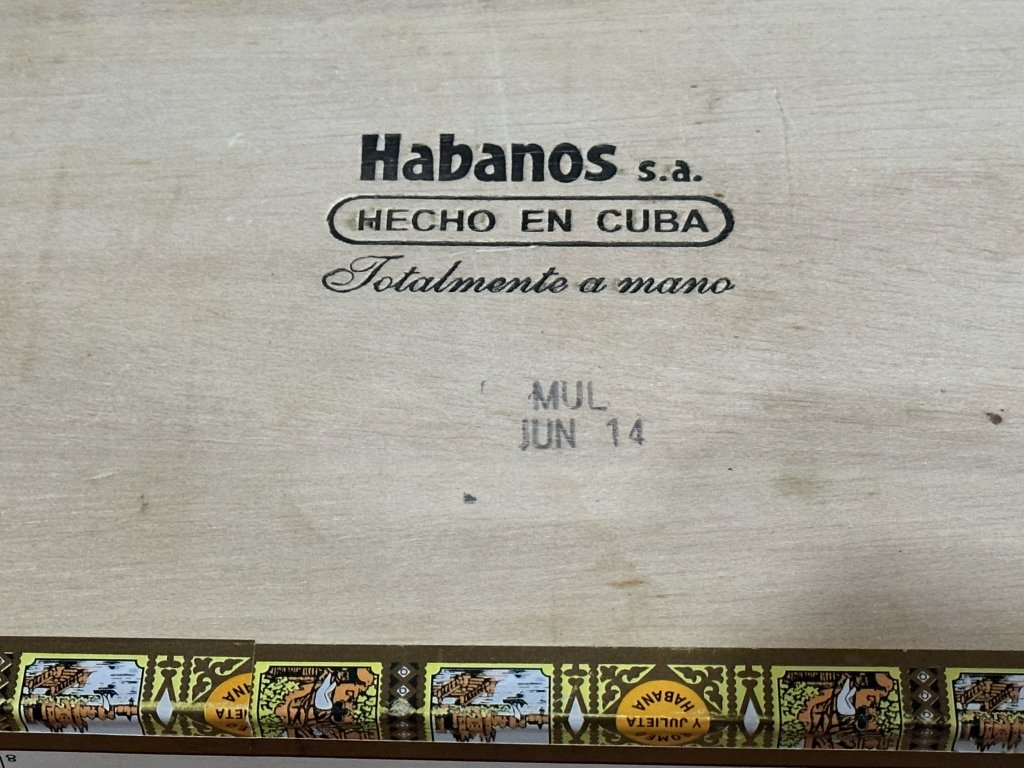 Habanos s.a.
HECHO EN CUBA
Totalmente a mano
MUL
JUN 14
Y JULIETA
HABANA